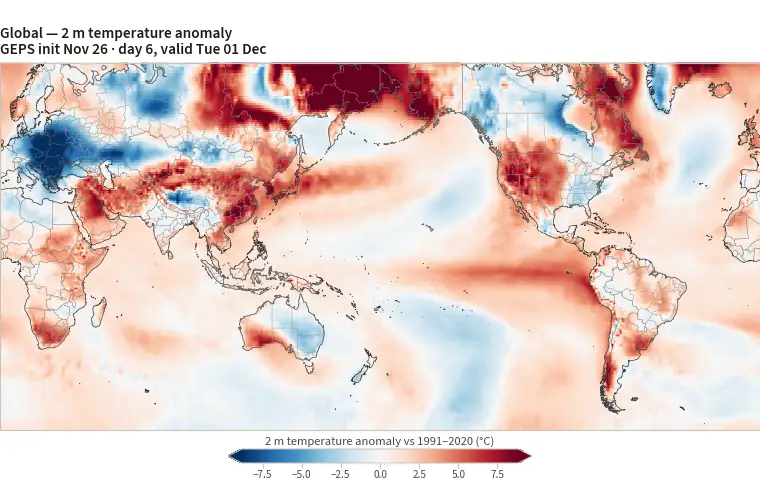 Global — 2 m temperature anomaly
GEPS init Nov 26 · day 6, valid Tue 01 Dec
2 m temperature anomaly vs 1991–2020 (°C)
−7.5 −5.0 −2.5 0.0 2.5 5.0 7.5